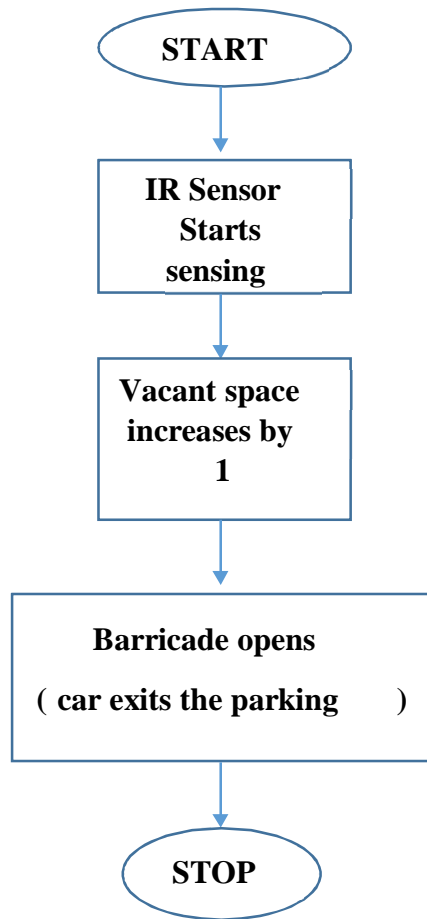 START
IR Sensor
Starts
sensing
Vacant space
increases by
1
Barricade opens
( car exits the parking )
STOP